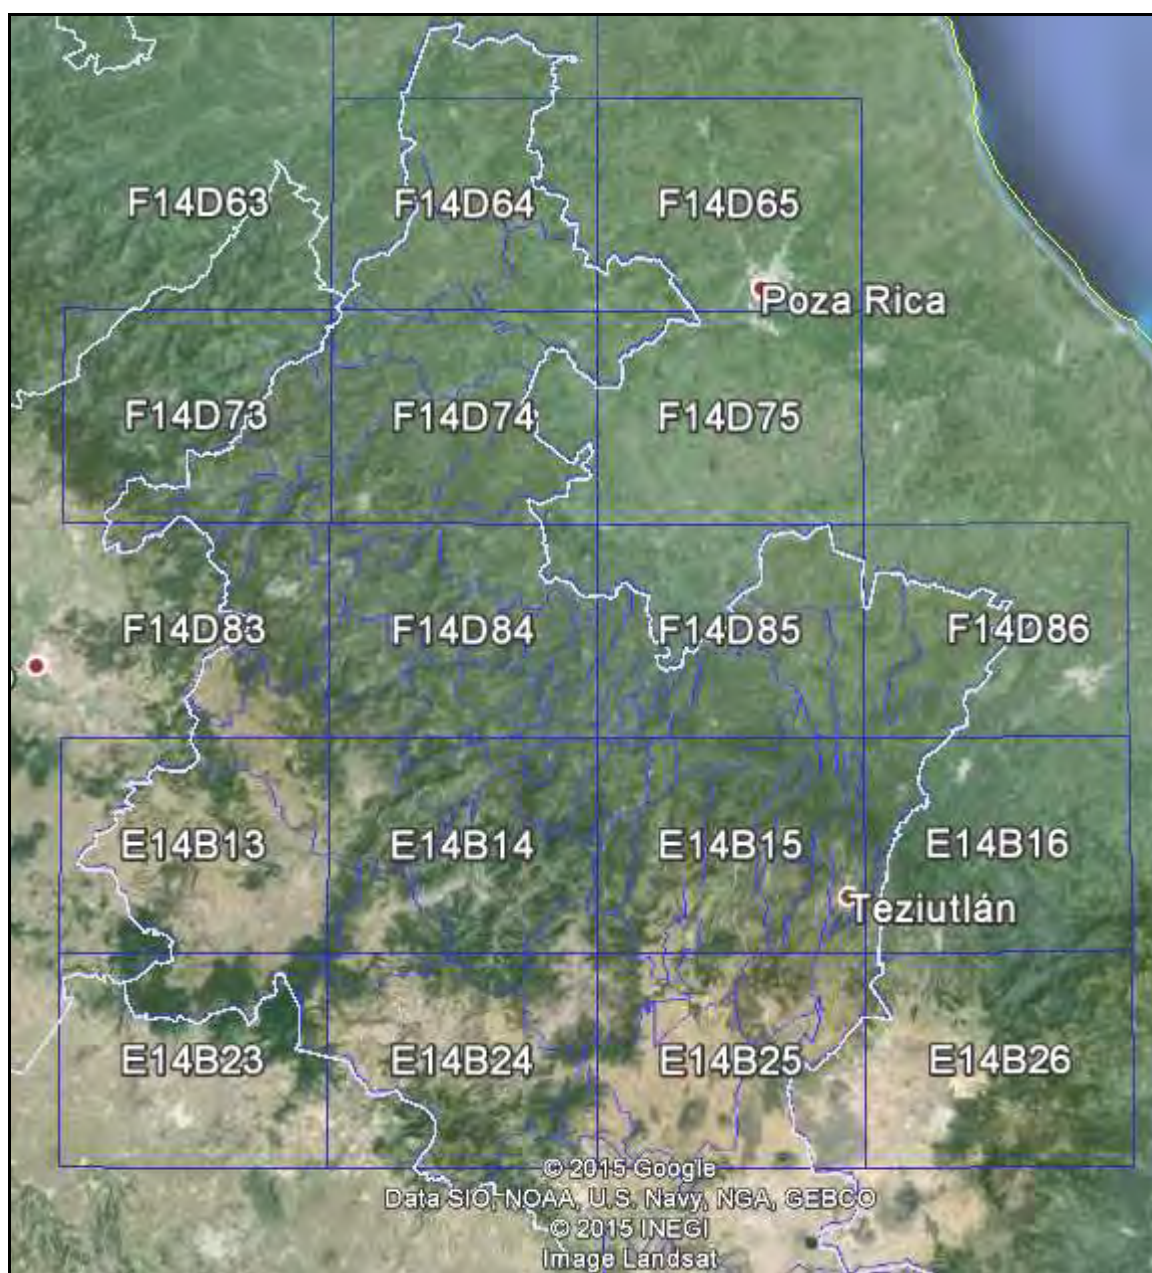 F14D63 F14D64 F14D65
Poza Rica
F14D73 F14D74 F14D75
F14D83 F14D84 F14D85 F14D86
E14B13 E14B14 E14B15 E14B16
Teziutlán
E14B23 E14B24 E14B25 E14B26
© 2015 Google
Data SIO, NOAA, U.S. Navy, NGA, GEBCO
© 2015 INEGI
Image Landsat